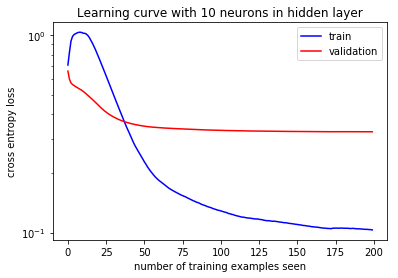 Learning curve with 10 neurons in hidden layer
train
validation
cross entropy loss
10⁰
10⁻¹
0 25 50 75 100 125 150 175 200
number of training examples seen